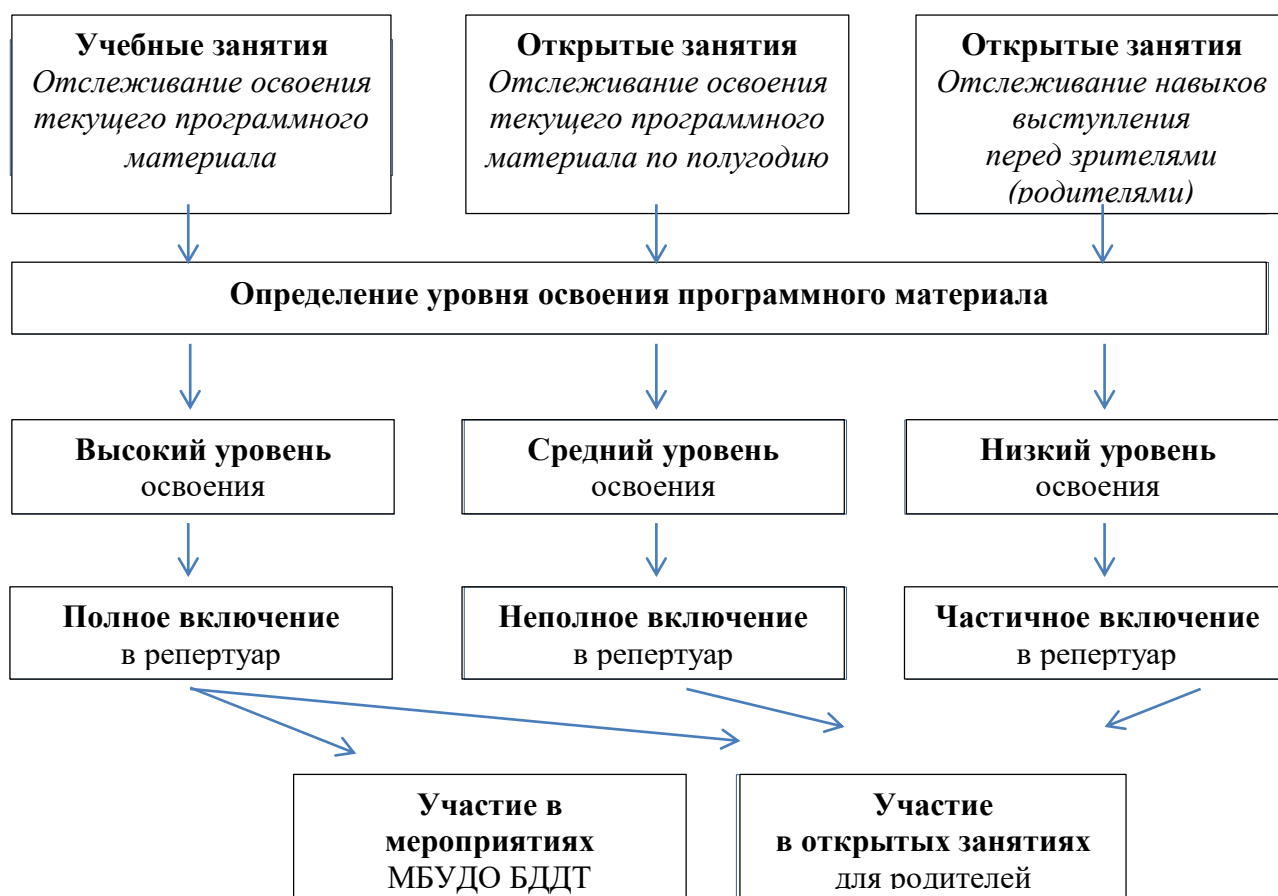 Учебные занятия
Отслеживание освоения
текущего программного
материала
Открытые занятия
Отслеживание освоения
текущего программного
материала по полугодию
Открытые занятия
Отслеживание навыков
выступления
перед зрителями
(родителями)
Определение уровня освоения программного материала
Высокий уровень
освоения
Средний уровень
освоения
Низкий уровень
освоения
Полное включение
в репертуар
Неполное включение
в репертуар
Частичное включение
в репертуар
Участие в
мероприятиях
МБУДО БДДТ
Участие
в открытых занятиях
для родителей